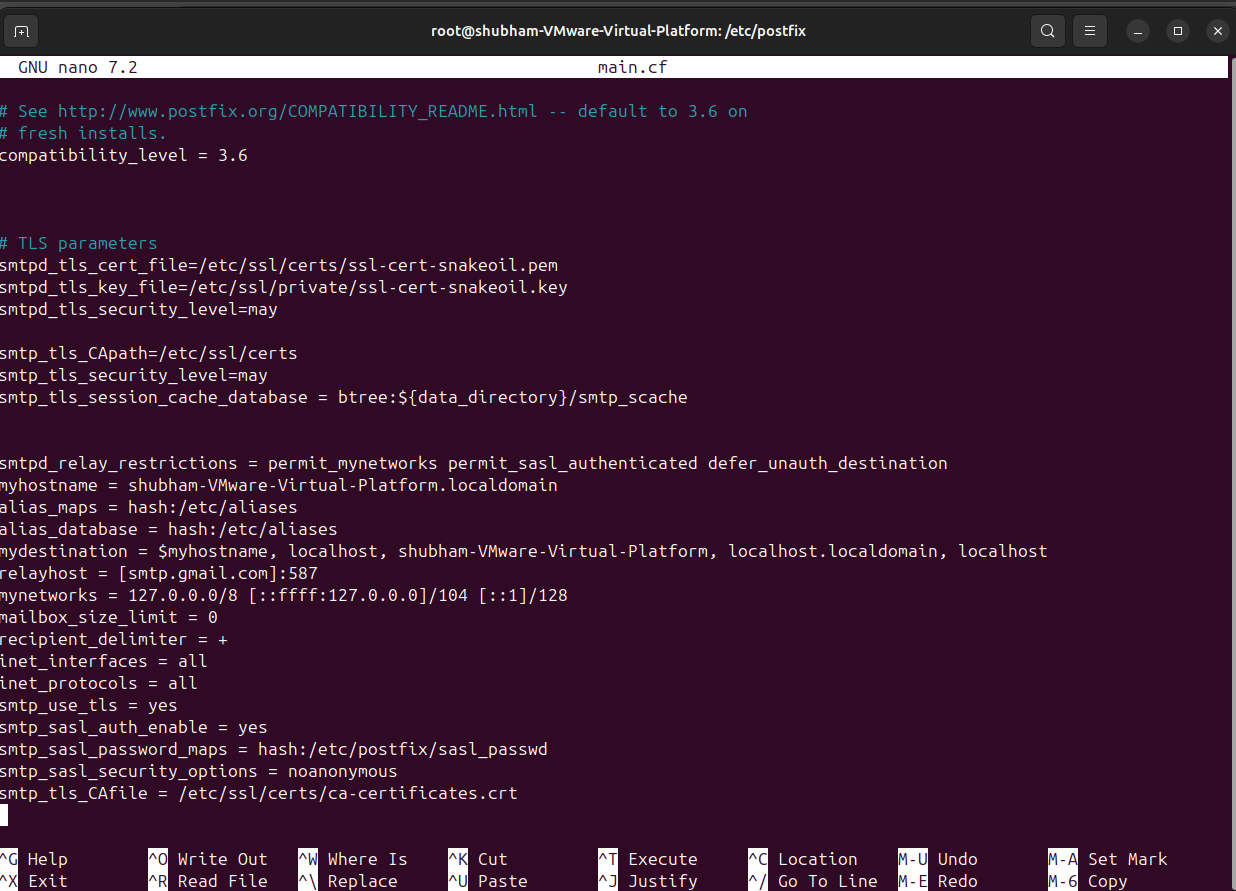 root@shubham-VMware-Virtual-Platform: /etc/postfix
GNU nano 7.2 main.cf
# See http://www.postfix.org/COMPATIBILITY_README.html -- default to 3.6 on
# fresh installs.
compatibility_level = 3.6
# TLS parameters
smtpd_tls_cert_file=/etc/ssl/certs/ssl-cert-snakeoil.pem
smtpd_tls_key_file=/etc/ssl/private/ssl-cert-snakeoil.key
smtpd_tls_security_level=may
smtp_tls_CApath=/etc/ssl/certs
smtp_tls_security_level=may
smtp_tls_session_cache_database = btree:${data_directory}/smtp_scache
smtpd_relay_restrictions = permit_mynetworks permit_sasl_authenticated defer_unauth_destination
myhostname = shubham-VMware-Virtual-Platform.localdomain
alias_maps = hash:/etc/aliases
alias_database = hash:/etc/aliases
mydestination = $myhostname, localhost, shubham-VMware-Virtual-Platform, localhost.localdomain, localhost
relayhost = [smtp.gmail.com]:587
mynetworks = 127.0.0.0/8 [::ffff:127.0.0.0]/104 [::1]/128
mailbox_size_limit = 0
recipient_delimiter = +
inet_interfaces = all
inet_protocols = all
smtp_use_tls = yes
smtp_sasl_auth_enable = yes
smtp_sasl_password_maps = hash:/etc/postfix/sasl_passwd
smtp_sasl_security_options = noanonymous
smtp_tls_CAfile = /etc/ssl/certs/ca-certificates.crt
^G Help ^O Write Out ^W Where Is ^K Cut ^T Execute ^C Location M-U Undo M-A Set Mark
^X Exit ^R Read File ^\ Replace ^U Paste ^J Justify ^/ Go To Line M-E Redo M-6 Copy